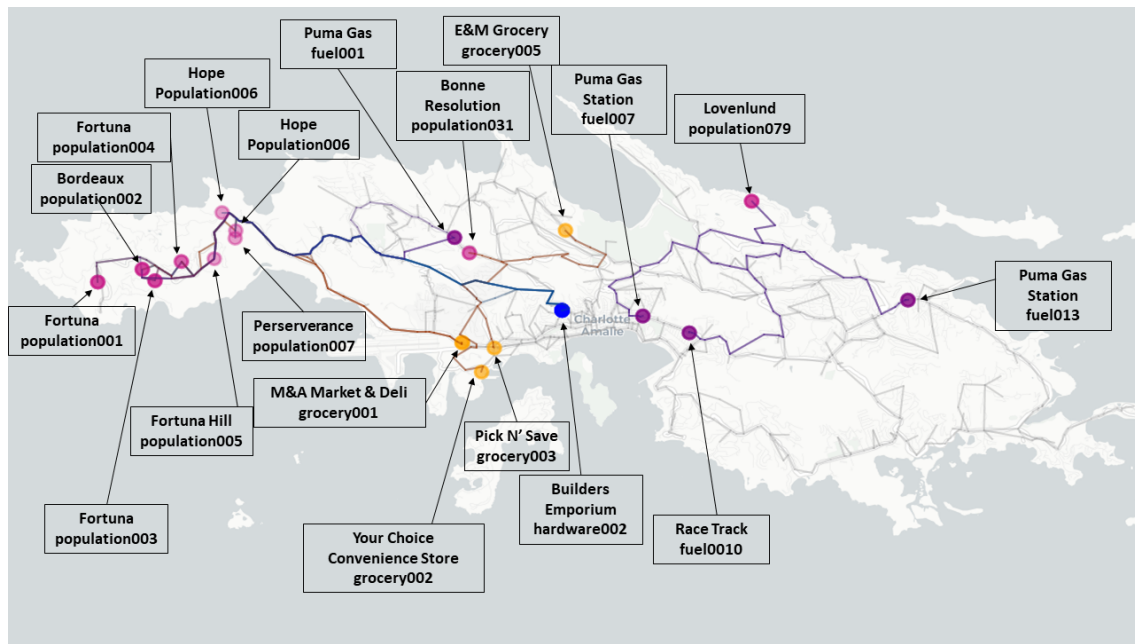 Puma Gas
fuel001
E&M Grocery
grocery005
Hope
Population006
Bonne
Resolution
population031
Puma Gas
Station
fuel007
Lovenlund
population079
Fortuna
population004
Hope
Population006
Bordeaux
population002
Fortuna
population001
Perserverance
population007
Puma Gas
Station
fuel013
Charlotte
Amalie
M&A Market & Deli
grocery001
Fortuna Hill
population005
Pick N' Save
grocery003
Builders
Emporium
hardware002
Fortuna
population003
Your Choice
Convenience Store
grocery002
Race Track
fuel0010